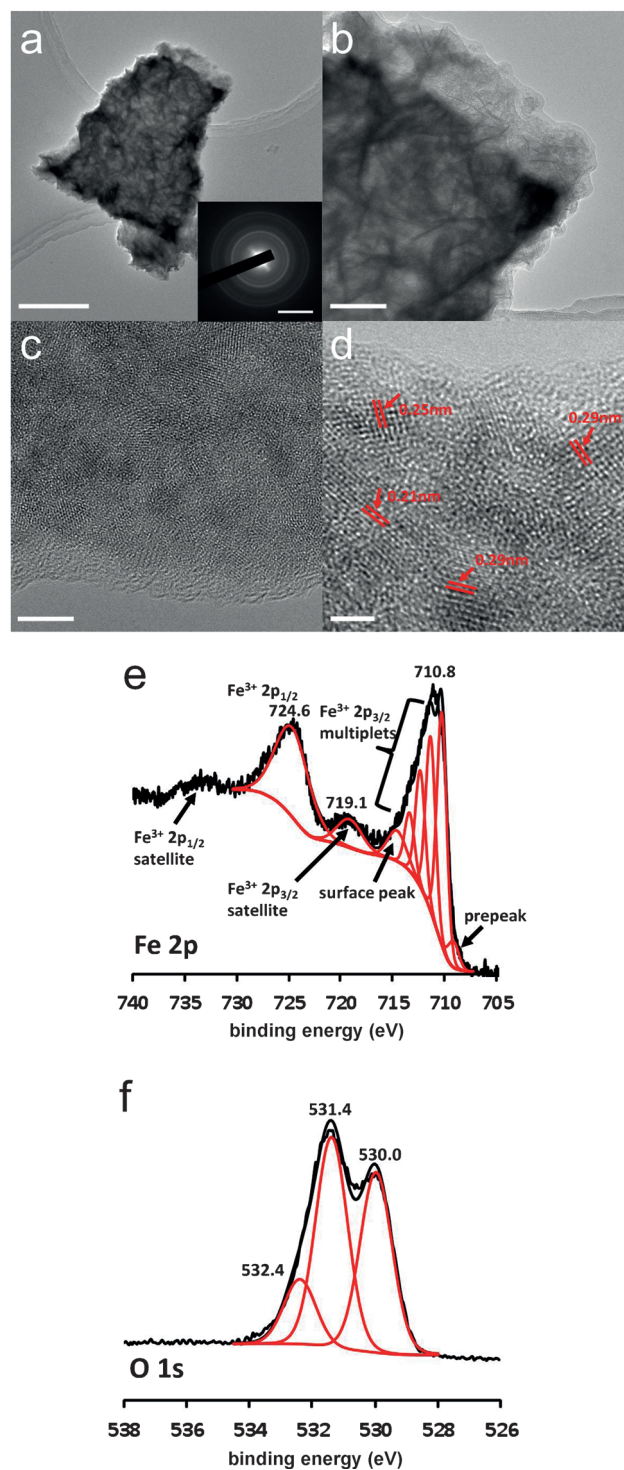 a
b
c
d
0.25nm
0.29nm
0.21nm
0.29nm
e
710.8
Fe³⁺ 2p₁/₂
724.6
Fe³⁺ 2p₃/₂
multiplets
719.1
Fe³⁺ 2p₁/₂
satellite
Fe³⁺ 2p₃/₂
satellite
surface peak
prepeak
Fe 2p
740 735 730 725 720 715 710 705
binding energy (eV)
f
531.4
530.0
532.4
O 1s
538 536 534 532 530 528 526
binding energy (eV)